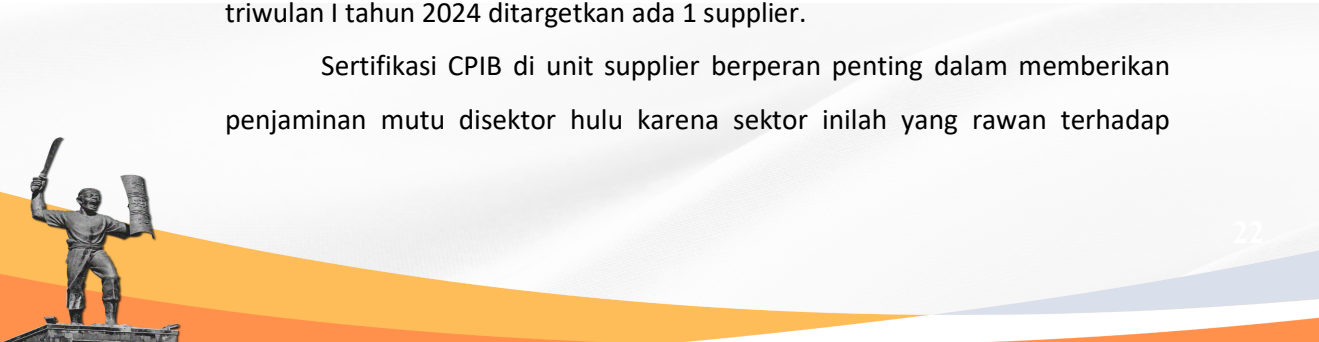 triwulan I tahun 2024 ditargetkan ada 1 supplier.
Sertifikasi CPIB di unit supplier berperan penting dalam memberikan
penjaminan mutu disektor hulu karena sektor inilah yang rawan terhadap
22